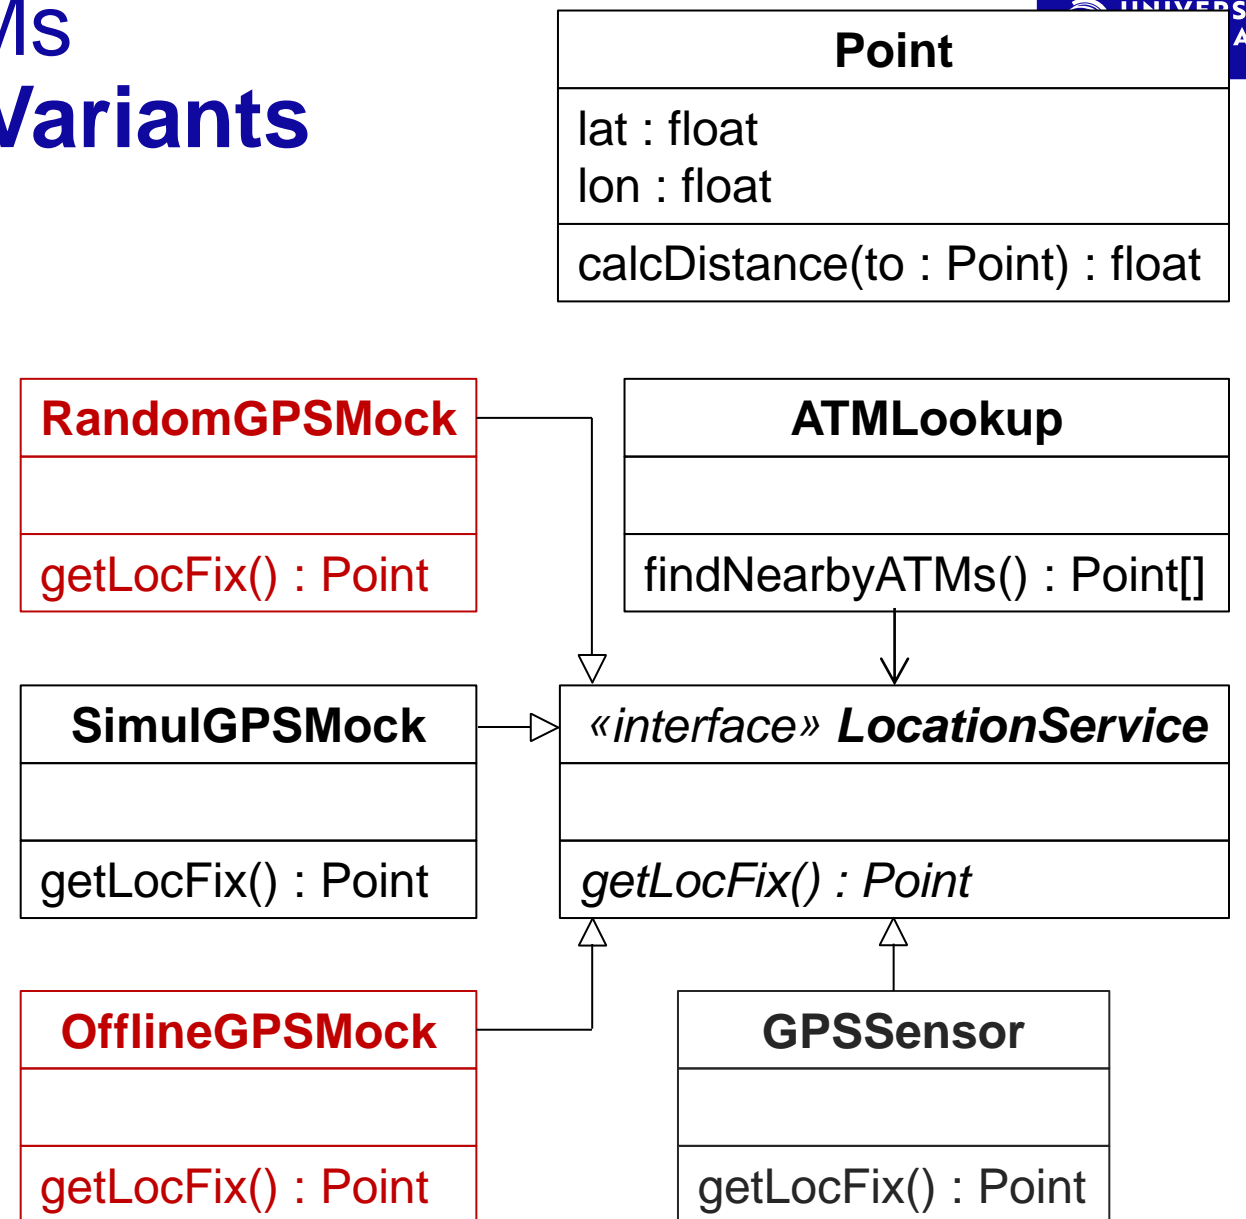 Variants
Point
lat : float
lon : float
calcDistance(to : Point) : float
RandomGPSMock
getLocFix() : Point
ATMLookup
findNearbyATMs() : Point[]
SimulGPSMock
getLocFix() : Point
«interface» LocationService
getLocFix() : Point
OfflineGPSMock
getLocFix() : Point
GPSSensor
getLocFix() : Point